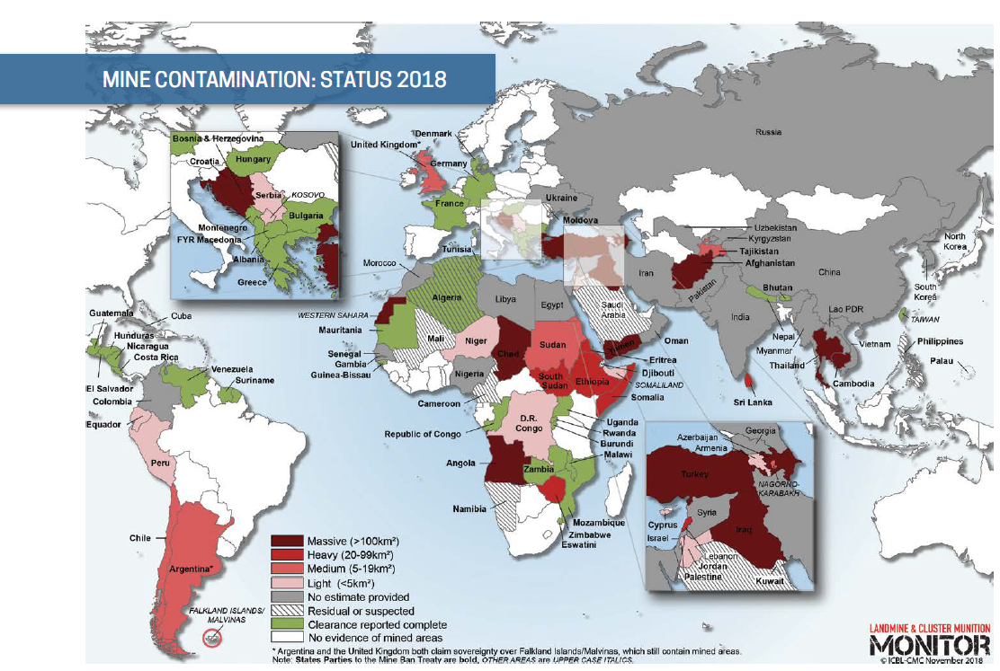 MINE CONTAMINATION: STATUS 2018
Bosnia & Herzegovina
Croatia
Hungary
Serbia
KOSOVO
Bulgaria
Montenegro
FYR Macedonia
Albania
Greece
Denmark
United Kingdom*
Germany
France
Ukraine
Moldova
Russia
Uzbekistan
Kyrgyzstan
Tajikistan
Afghanistan
North
Korea
South
Korea
China
Iran
Pakistan
Bhutan
India
Nepal
Myanmar
Lao PDR
TAIWAN
Vietnam
Thailand
Cambodia
Philippines
Palau
Sri Lanka
Tunisia
Morocco
Algeria
Libya
Egypt
Saudi
Arabia
WESTERN SAHARA
Mauritania
Mali
Niger
Chad
Sudan
Yemen
Oman
Eritrea
Djibouti
SOMALILAND
Somalia
Senegal
Gambia
Guinea-Bissau
Nigeria
South
Sudan
Ethiopia
Cameroon
Republic of Congo
D.R.
Congo
Uganda
Rwanda
Burundi
Malawi
Angola
Zambia
Namibia
Mozambique
Zimbabwe
Eswatini
Guatemala
Cuba
Hunduras
Nicaragua
Costa Rica
Venezuela
Suriname
El Salvador
Colombia
Equador
Peru
Chile
Argentina*
FALKLAND ISLANDS/
MALVINAS
Georgia
Azerbaijan
Armenia
Turkey
NAGORNO-
KARABAKH
Cyprus
Syria
Israel
Iraq
Lebanon
Jordan
Palestine
Kuwait
Massive (>100km²)
Heavy (20-99km²)
Medium (5-19km²)
Light (<5km²)
No estimate provided
Residual or suspected
Clearance reported complete
No evidence of mined areas
* Argentina and the United Kingdom both claim sovereignty over Falkland Islands/Malvinas, which still contain mined areas.
Note: States Parties to the Mine Ban Treaty are bold, OTHER AREAS are UPPER CASE ITALICS.
LANDMINE & CLUSTER MUNITION
MONITOR
© ICBL-CMC November 2018